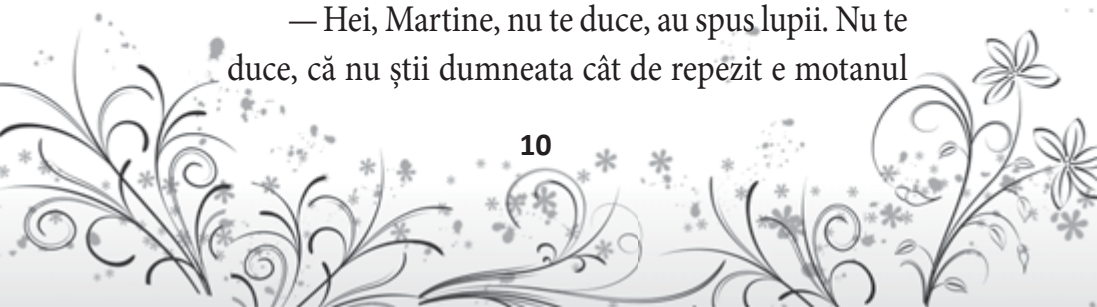 — Hei, Martine, nu te duce, au spus lupii. Nu te
duce, că nu știi dumneata cât de repezit e motanul
10